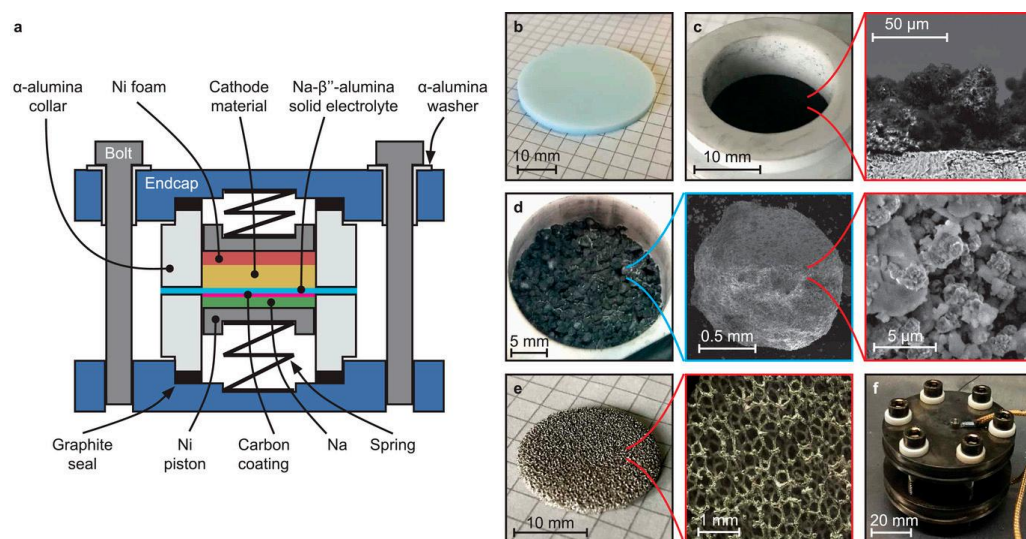 a
α-alumina
collar
Ni foam
Cathode
material
Na-β''-alumina
solid electrolyte
α-alumina
washer
Bolt
Endcap
Graphite
seal
Ni
piston
Carbon
coating
Na
Spring
b
10 mm
c
10 mm
50 µm
d
5 mm
0.5 mm
5 µm
e
10 mm
1 mm
f
20 mm